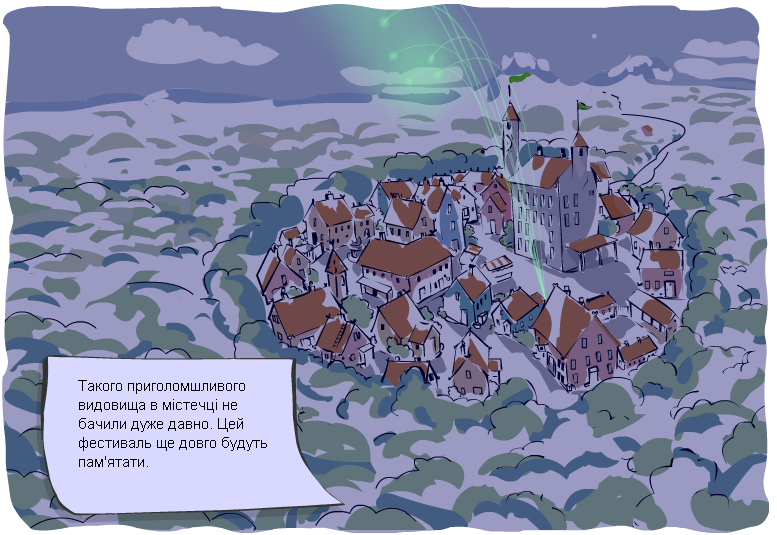 Такого приголомшливого
видовища в містечці не
бачили дуже давно. Цей
фестиваль ще довго будуть
пам'ятати.